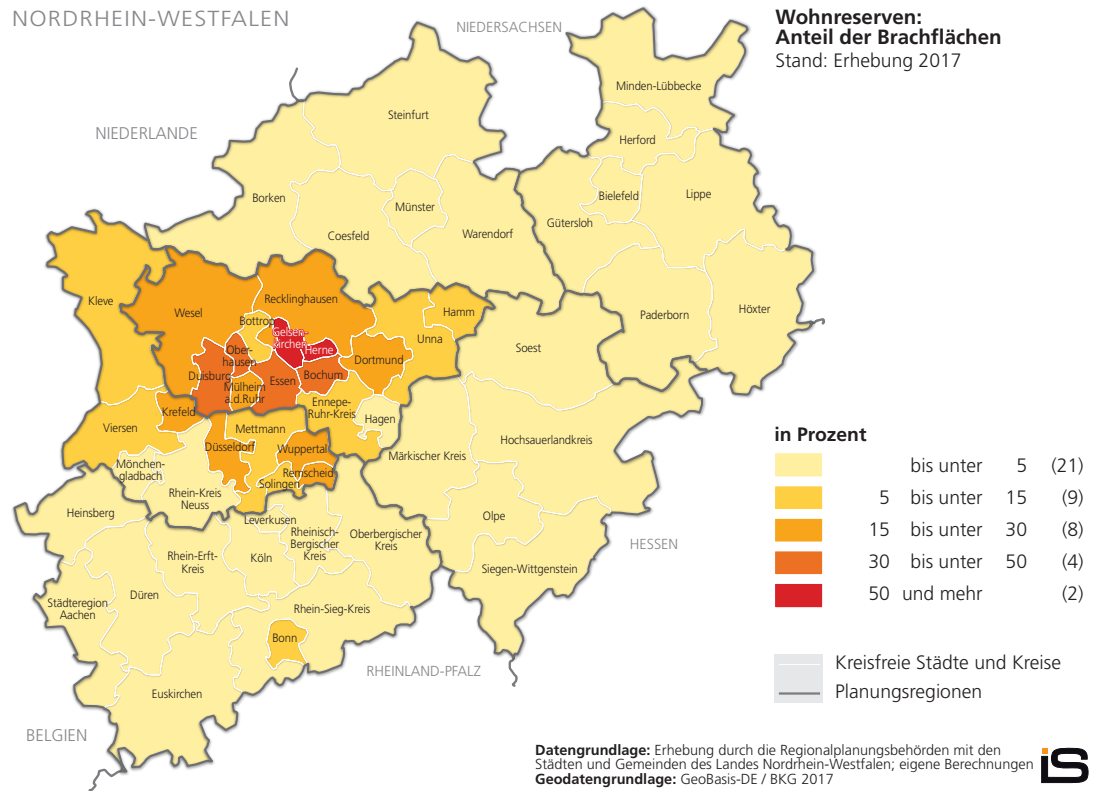 NORDRHEIN-WESTFALEN
NIEDERSACHSEN
Wohnreserven:
Anteil der Brachflächen
Stand: Erhebung 2017
Minden-Lübbecke
Steinfurt
NIEDERLANDE
Herford
Borken
Münster
Bielefeld
Lippe
Gütersloh
Coesfeld
Warendorf
Kleve
Wesel
Recklinghausen
Hamm
Paderborn
Höxter
Bottrop
Gelsen-
kirchen
Herne
Unna
Soest
Ober-
hausen
Dortmund
Duisburg
Essen
Bochum
Mülheim
a.d.Ruhr
Ennepe-
Ruhr-Kreis
Krefeld
Hagen
Viersen
Mettmann
Hochsauerlandkreis
Düsseldorf
Wuppertal
Märkischer Kreis
Mönchen-
gladbach
Remscheid
Solingen
Rhein-Kreis
Neuss
Heinsberg
Leverkusen
Rheinisch-
Bergischer
Kreis
Oberbergischer
Kreis
Olpe
HESSEN
Rhein-Erft-
Kreis
Köln
Siegen-Wittgenstein
Düren
Städteregion
Aachen
Rhein-Sieg-Kreis
Bonn
RHEINLAND-PFALZ
Euskirchen
BELGIEN
in Prozent
bis unter 5 (21)
5 bis unter 15 (9)
15 bis unter 30 (8)
30 bis unter 50 (4)
50 und mehr (2)
Kreisfreie Städte und Kreise
Planungsregionen
Datengrundlage: Erhebung durch die Regionalplanungsbehörden mit den
Städten und Gemeinden des Landes Nordrhein-Westfalen; eigene Berechnungen
Geodatengrundlage: GeoBasis-DE / BKG 2017
iS